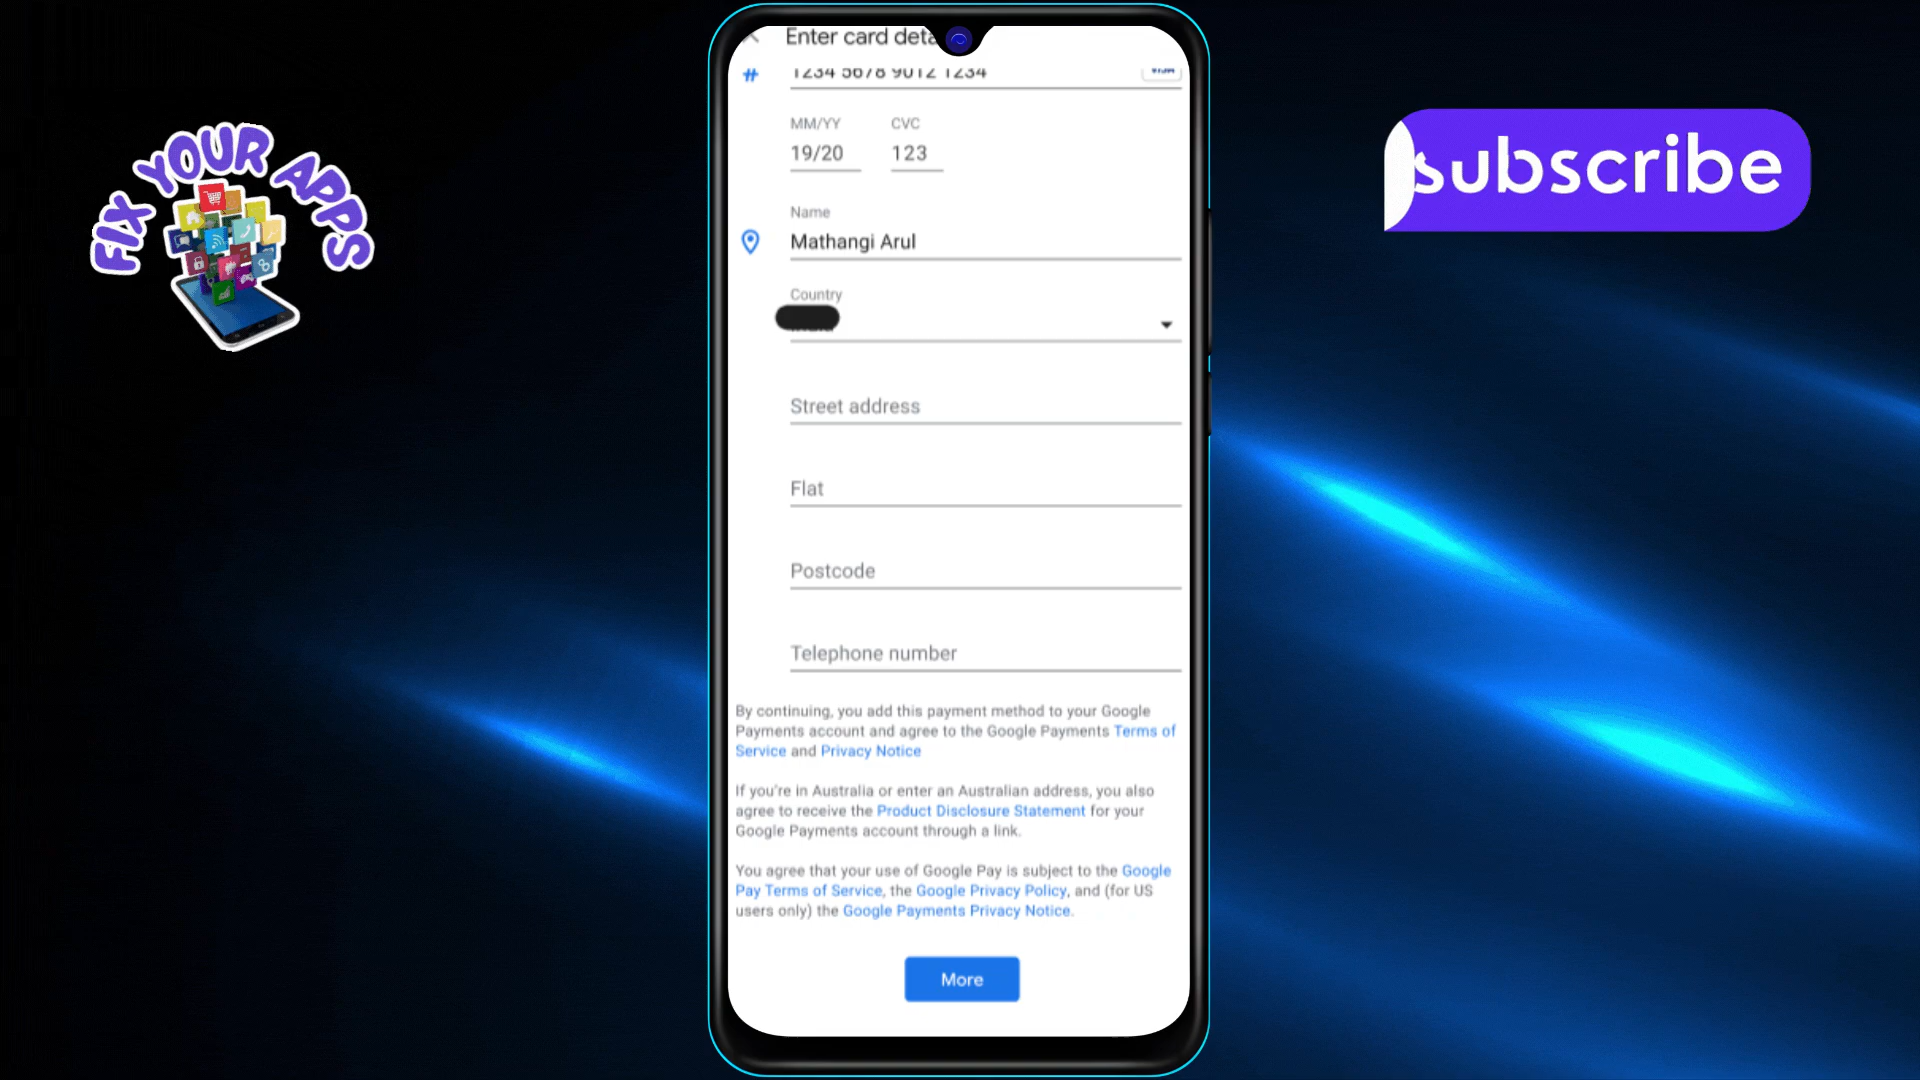 FIX YOUR APPS
subscribe
Enter card deta
# 1234 5678 9012 1234 VISA
MM/YY CVC
19/20 123
Name
Mathangi Arul
Country
Street address
Flat
Postcode
Telephone number
By continuing, you add this payment method to your Google
Payments account and agree to the Google Payments Terms of
Service and Privacy Notice
If you're in Australia or enter an Australian address, you also
agree to receive the Product Disclosure Statement for your
Google Payments account through a link.
You agree that your use of Google Pay is subject to the Google
Pay Terms of Service, the Google Privacy Policy, and (for US
users only) the Google Payments Privacy Notice.
More